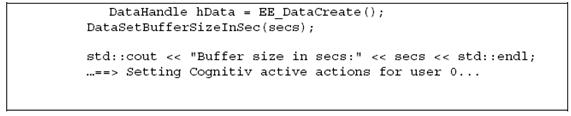 DataHandle hData = EE_DataCreate();
DataSetBufferSizeInSec(secs);
std::cout << "Buffer size in secs:" << secs << std::endl;
…==> Setting Cognitiv active actions for user 0...